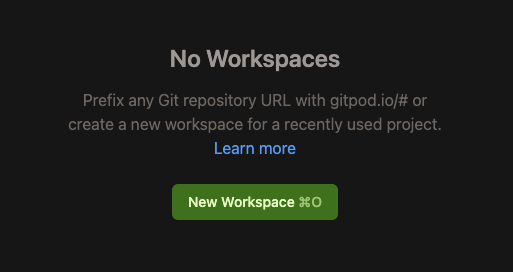 No Workspaces
Prefix any Git repository URL with gitpod.io/# or
create a new workspace for a recently used project.
Learn more
New Workspace ⌘O